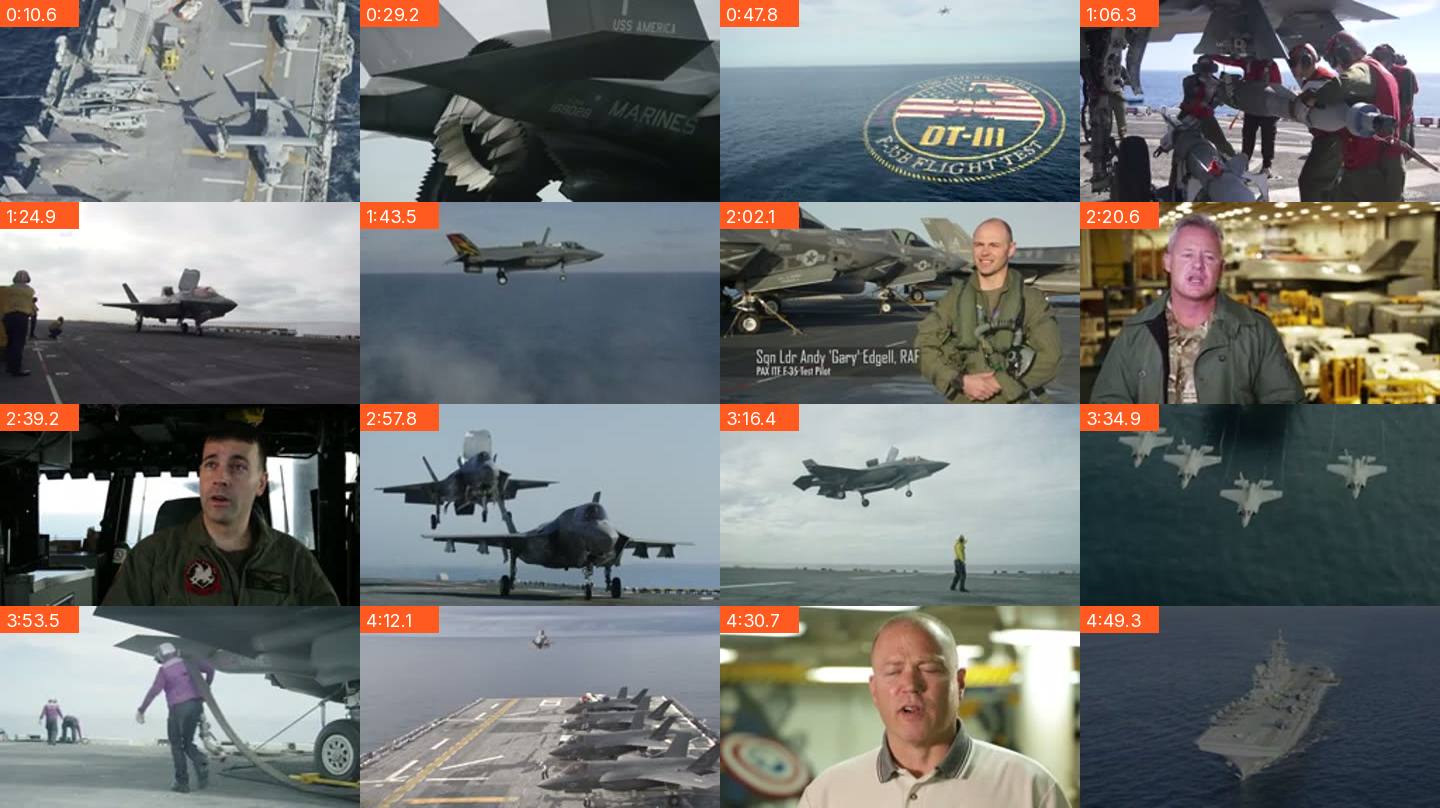 0:10.6
0:29.2
USS AMERICA
MARINES
0:47.8
DT-III
F-35B FLIGHT TEST
1:06.3
1:24.9
1:43.5
2:02.1
Sqn Ldr Andy 'Gary' Edgell, RAF
PAX ITF F-35 Test Pilot
2:20.6
2:39.2
2:57.8
3:16.4
3:34.9
3:53.5
4:12.1
4:30.7
4:49.3